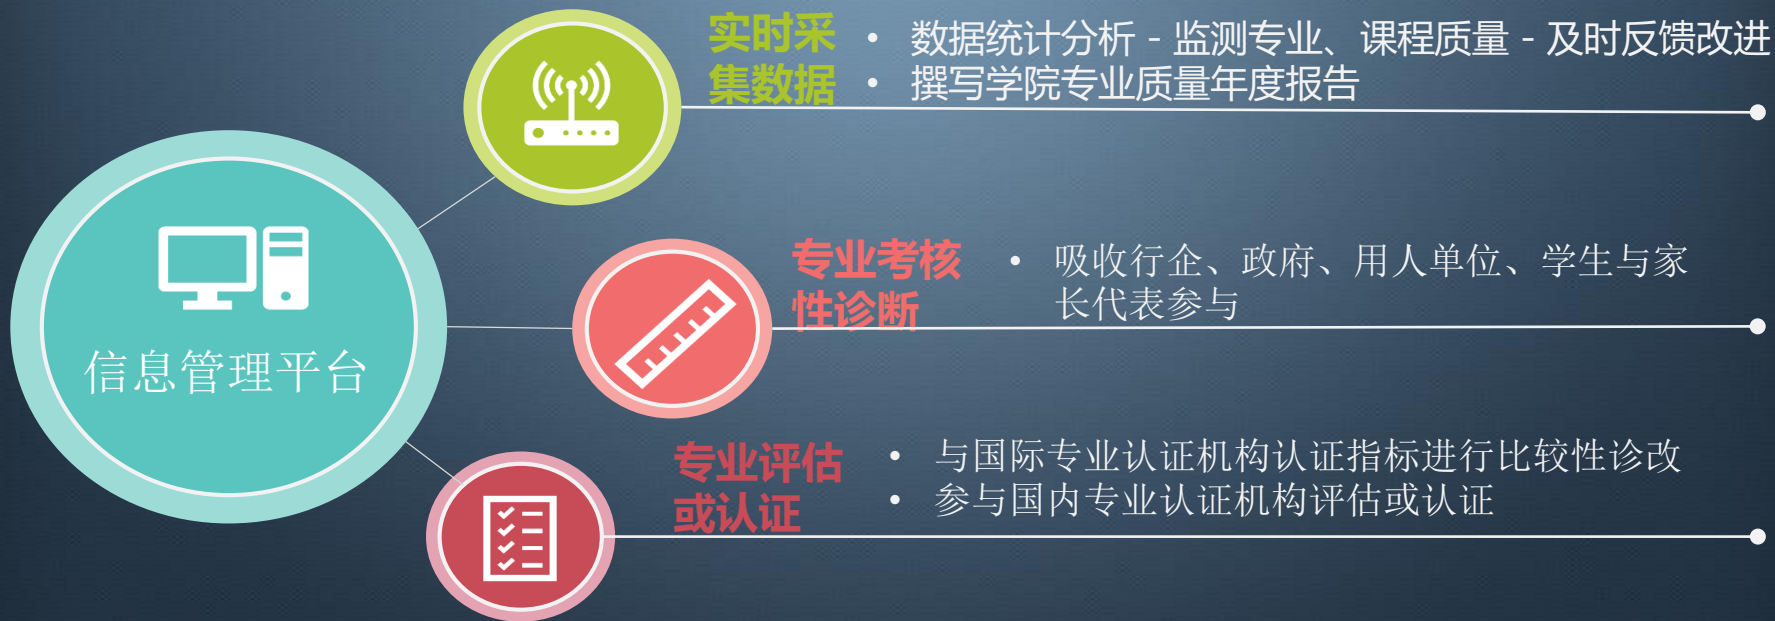 实时采
集数据
• 数据统计分析 - 监测专业、课程质量 - 及时反馈改进
• 撰写学院专业质量年度报告
信息管理平台
专业考核
性诊断
• 吸收行企、政府、用人单位、学生与家
长代表参与
专业评估
或认证
• 与国际专业认证机构认证指标进行比较性诊改
• 参与国内专业认证机构评估或认证